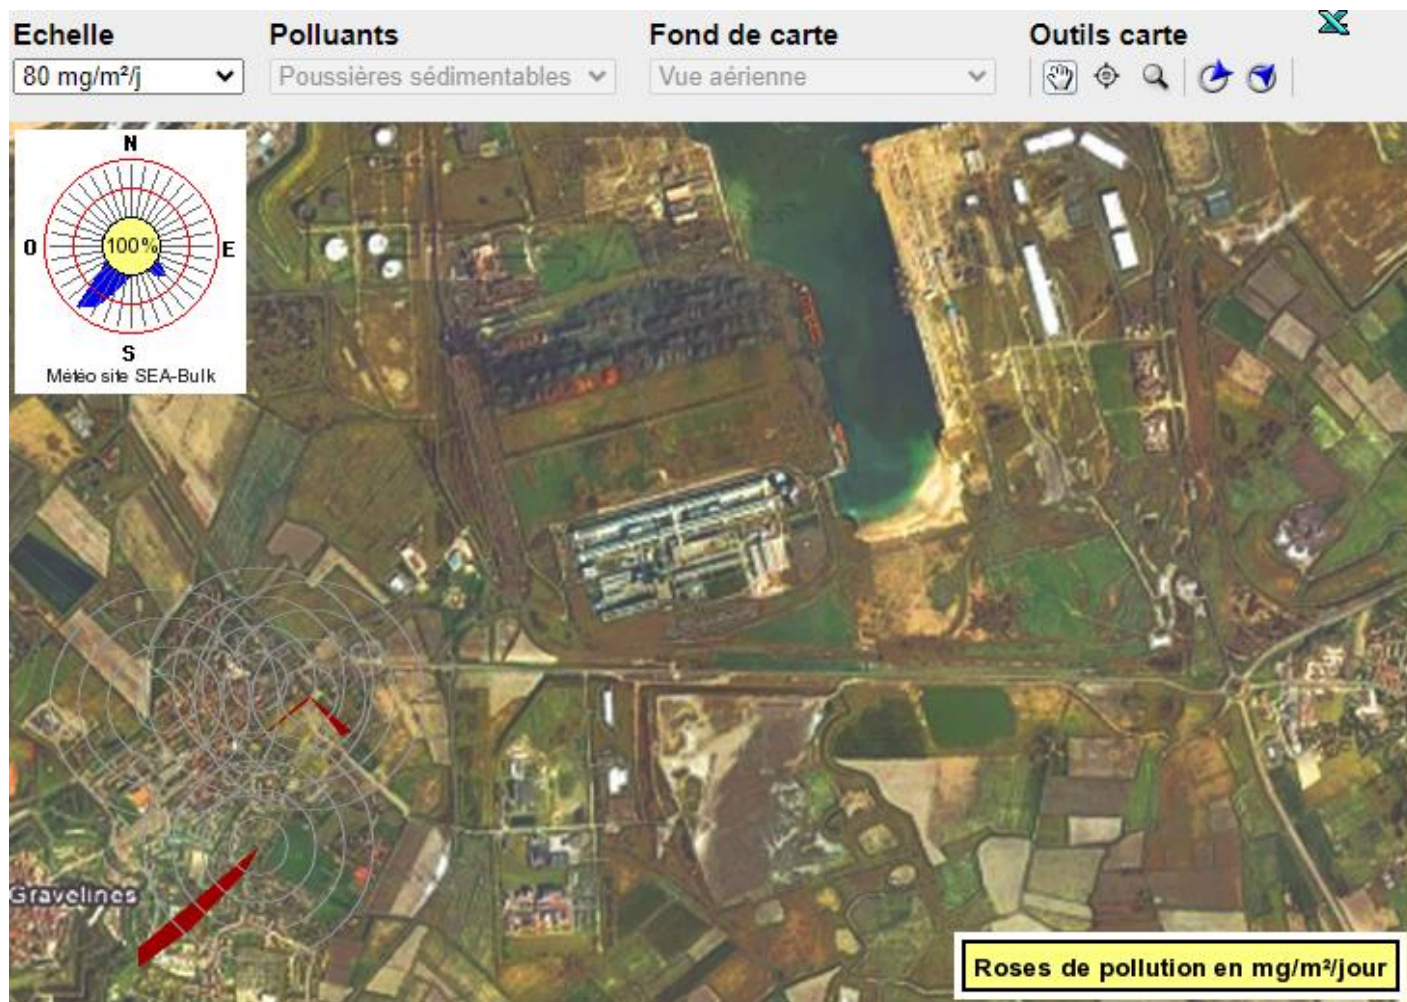 Echelle
Polluants
Fond de carte
Outils carte
80 mg/m²/j
Poussières sédimentables
Vue aérienne
N
O
100%
E
S
Météo site SEA-Bulk
Gravelines
Roses de pollution en mg/m²/jour